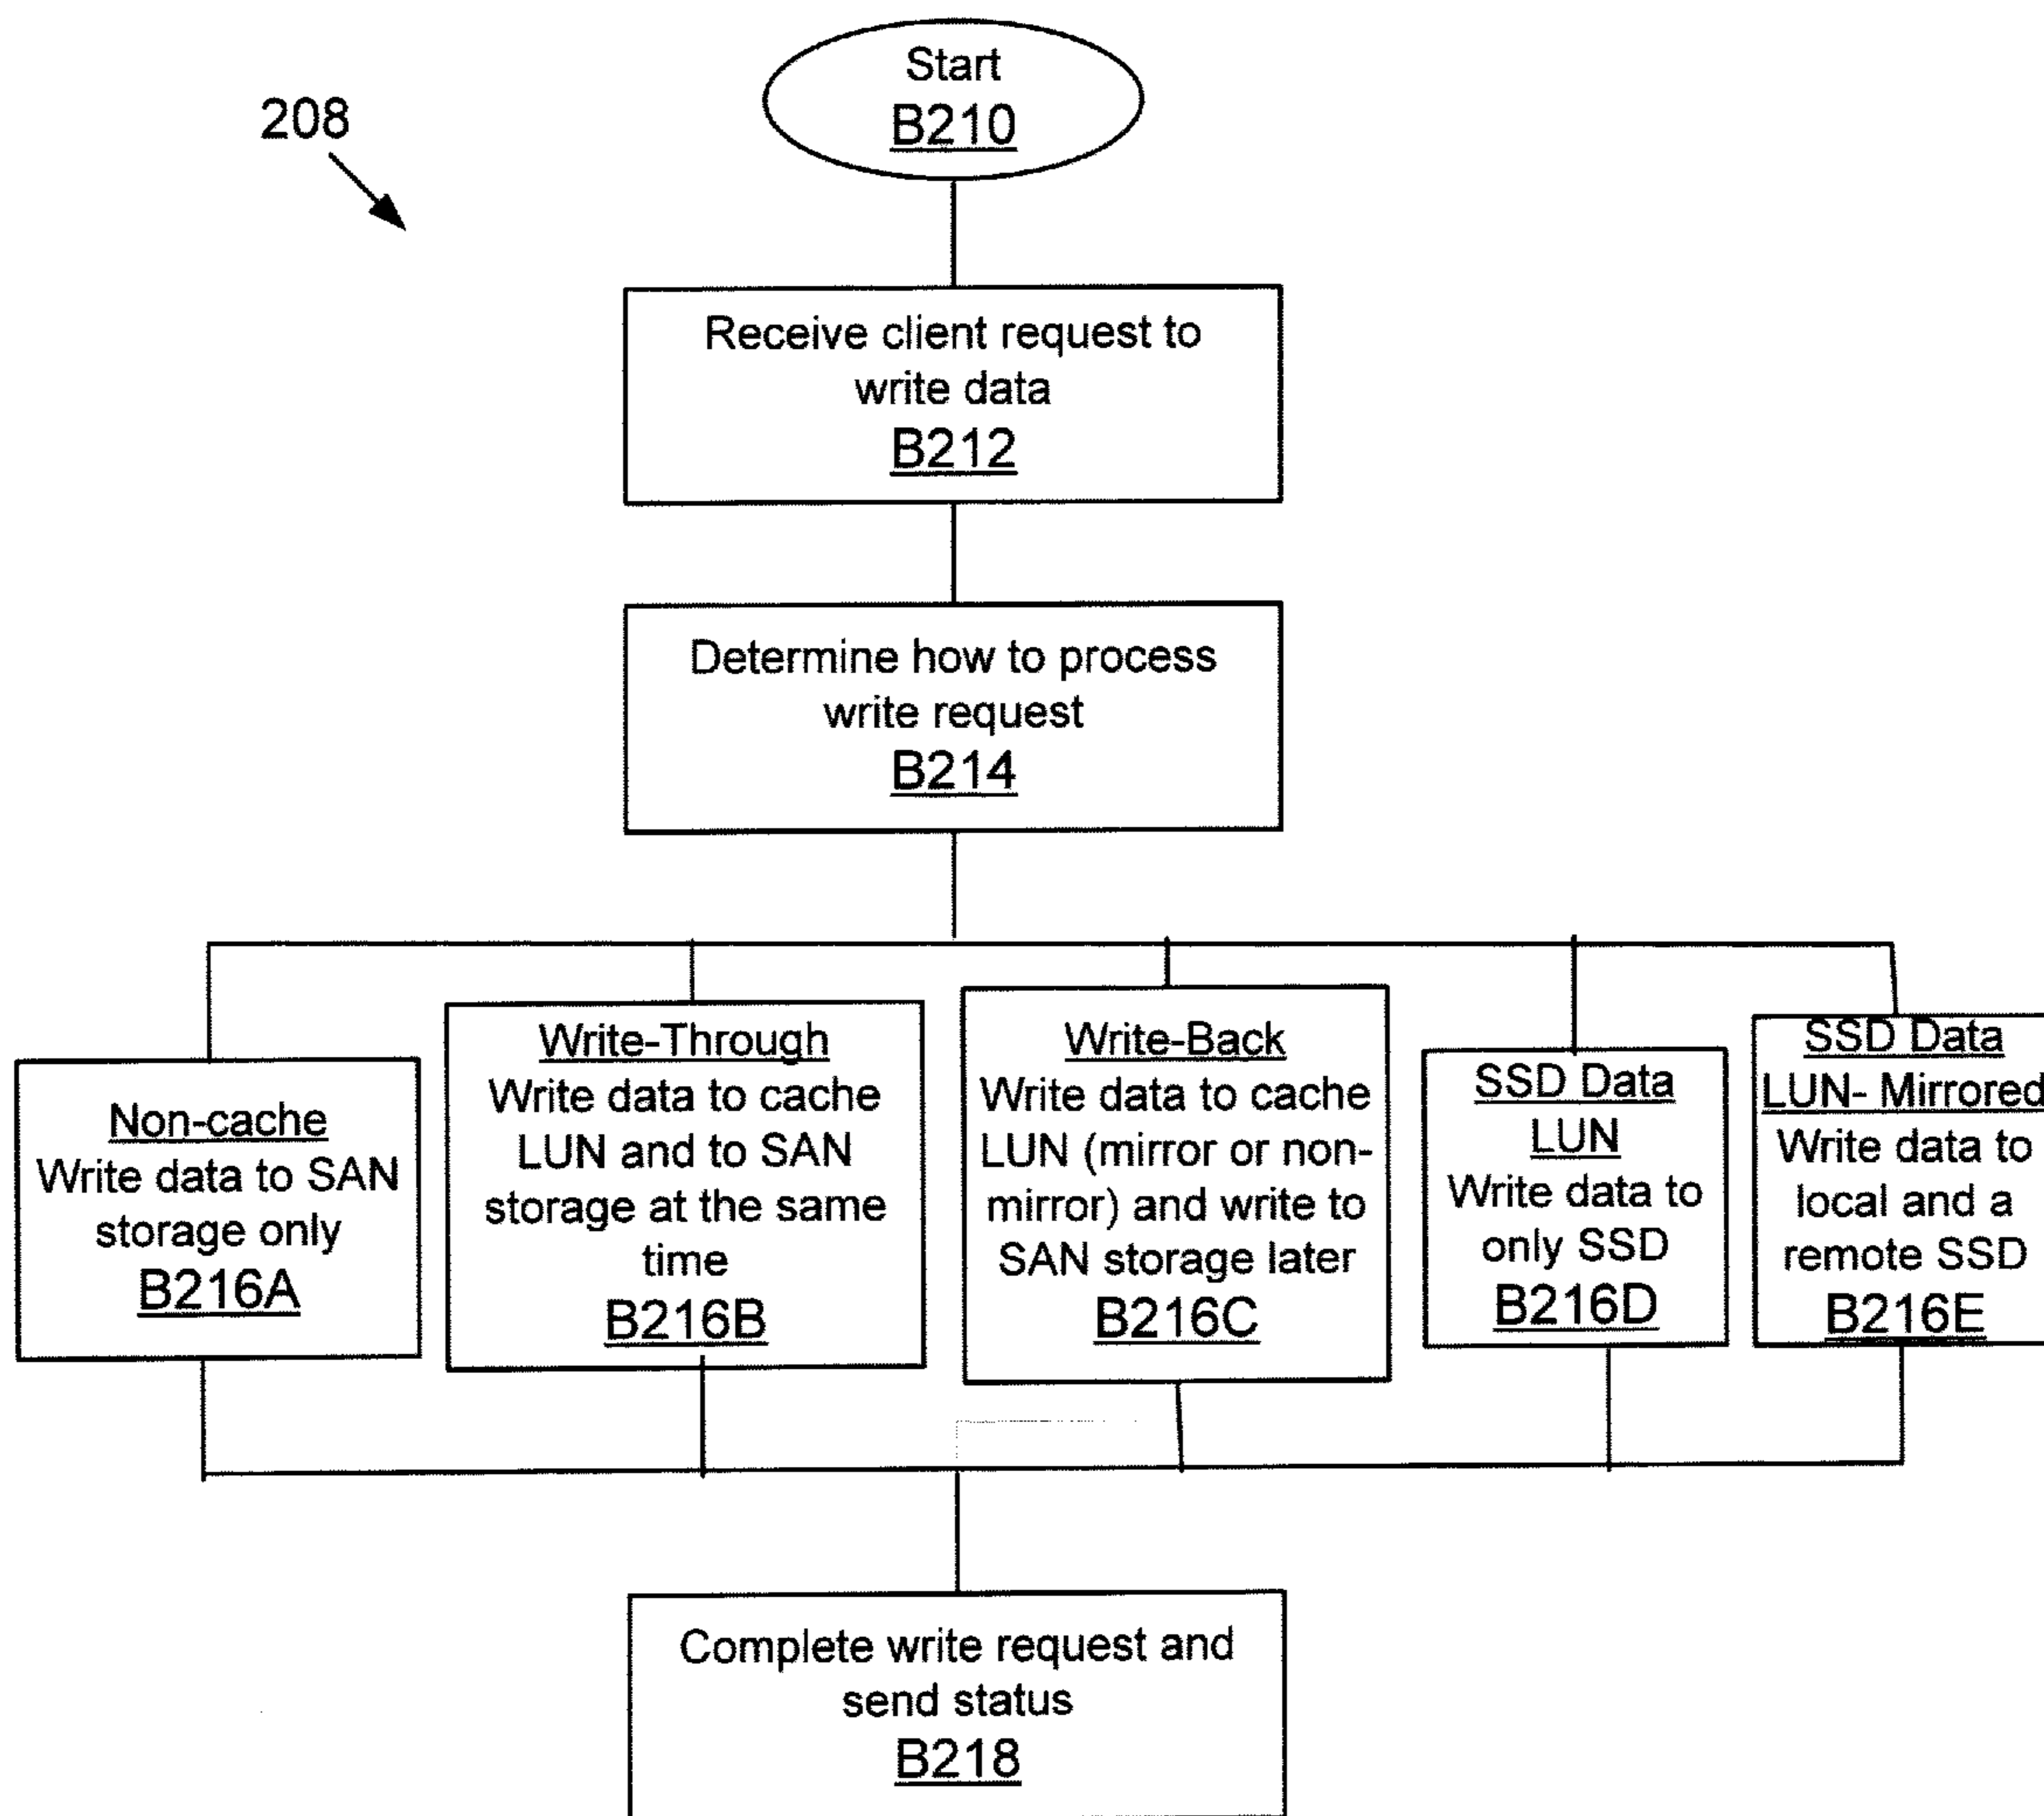 Start
B210
208
Receive client request to
write data
B212
Determine how to process
write request
B214
Non-cache
Write data to SAN
storage only
B216A
Write-Through
Write data to cache
LUN and to SAN
storage at the same
time
B216B
Write-Back
Write data to cache
LUN (mirror or non-
mirror) and write to
SAN storage later
B216C
SSD Data
LUN
Write data to
only SSD
B216D
SSD Data
LUN- Mirrored
Write data to
local and a
remote SSD
B216E
Complete write request and
send status
B218